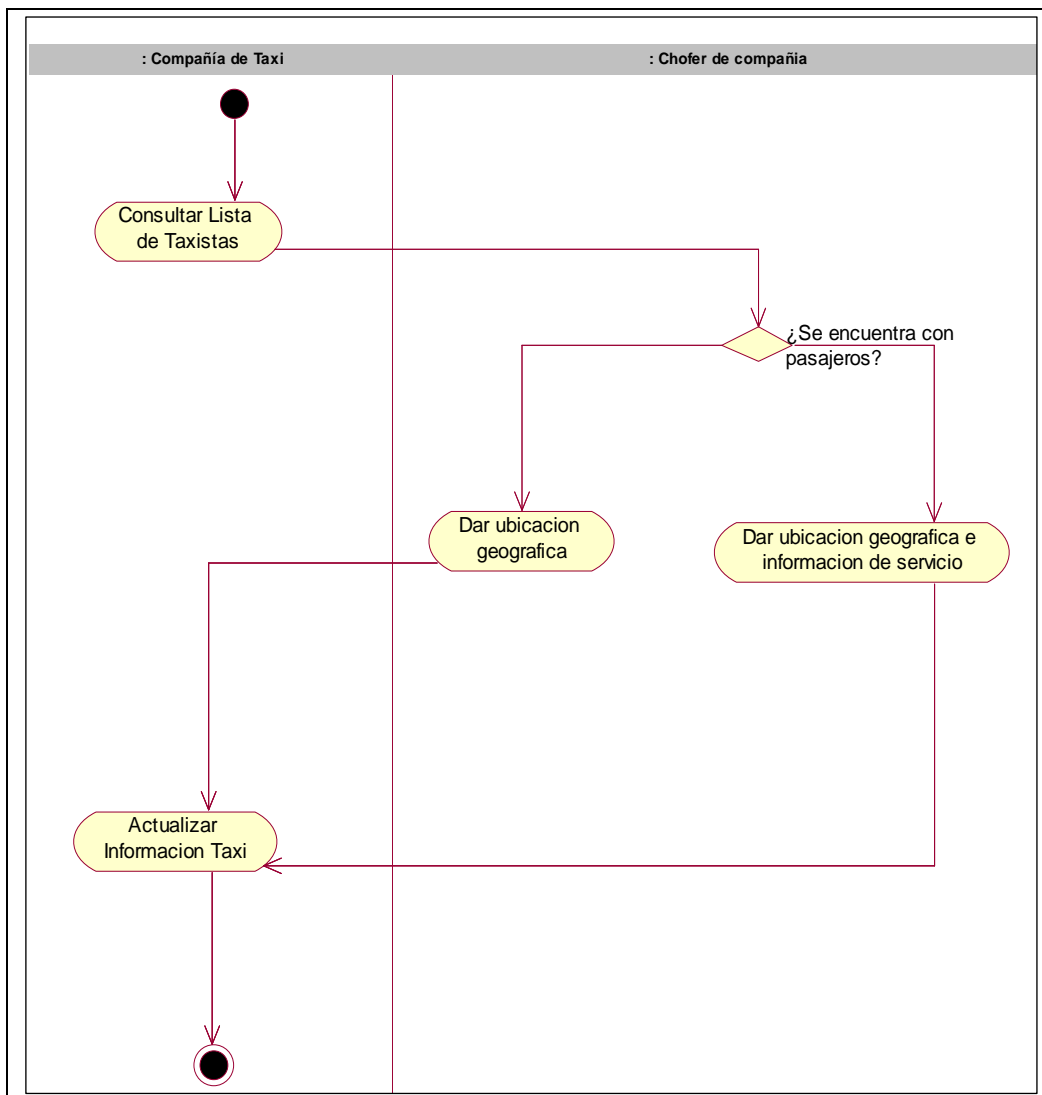 : Compañía de Taxi
: Chofer de compañia
Consultar Lista
de Taxistas
¿Se encuentra con
pasajeros?
Dar ubicacion
geografica
Dar ubicacion geografica e
informacion de servicio
Actualizar
Informacion Taxi